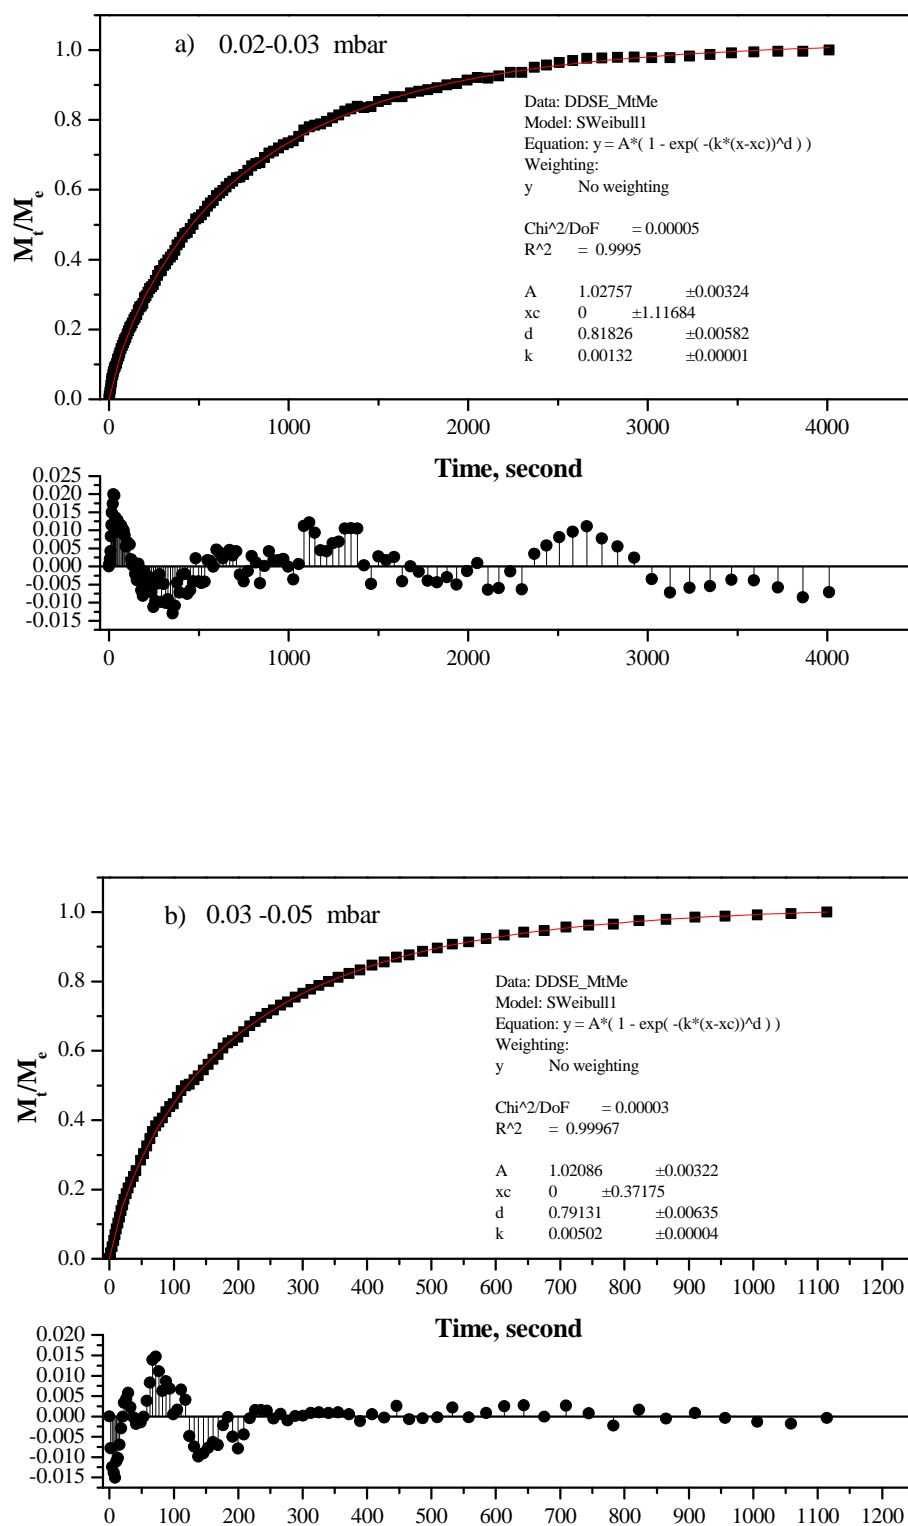 a) 0.02-0.03 mbar
1.0
0.8
0.6
0.4
0.2
0.0
M_t/M_e
Data: DDSE_MtMe
Model: SWeibull1
Equation: y = A*( 1 - exp( -(k*(x-xc))^d ) )
Weighting:
y No weighting
Chi^2/DoF = 0.00005
R^2 = 0.9995
A 1.02757 ±0.00324
xc 0 ±1.11684
d 0.81826 ±0.00582
k 0.00132 ±0.00001
0 1000 2000 3000 4000
Time, second
0.025
0.020
0.015
0.010
0.005
0.000
-0.005
-0.010
-0.015
0 1000 2000 3000 4000
b) 0.03 -0.05 mbar
1.0
0.8
0.6
0.4
0.2
0.0
M_t/M_e
Data: DDSE_MtMe
Model: SWeibull1
Equation: y = A*( 1 - exp( -(k*(x-xc))^d ) )
Weighting:
y No weighting
Chi^2/DoF = 0.00003
R^2 = 0.99967
A 1.02086 ±0.00322
xc 0 ±0.37175
d 0.79131 ±0.00635
k 0.00502 ±0.00004
0 100 200 300 400 500 600 700 800 900 1000 1100 1200
Time, second
0.020
0.015
0.010
0.005
0.000
-0.005
-0.010
-0.015
0 100 200 300 400 500 600 700 800 900 1000 1100 1200